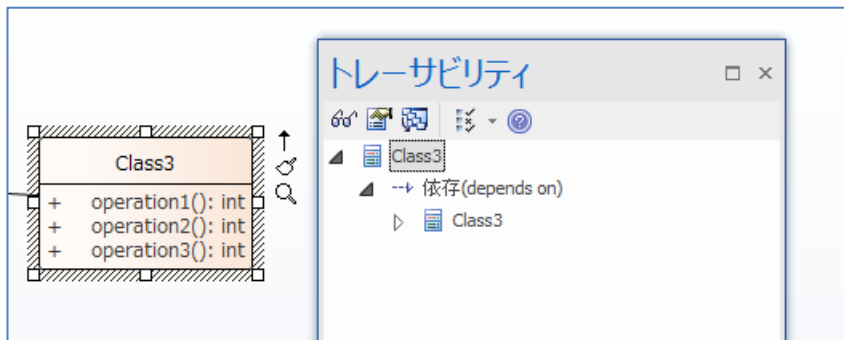 トレーサビリティ
Class3
+ operation1(): int
+ operation2(): int
+ operation3(): int
Class3
依存(depends on)
Class3